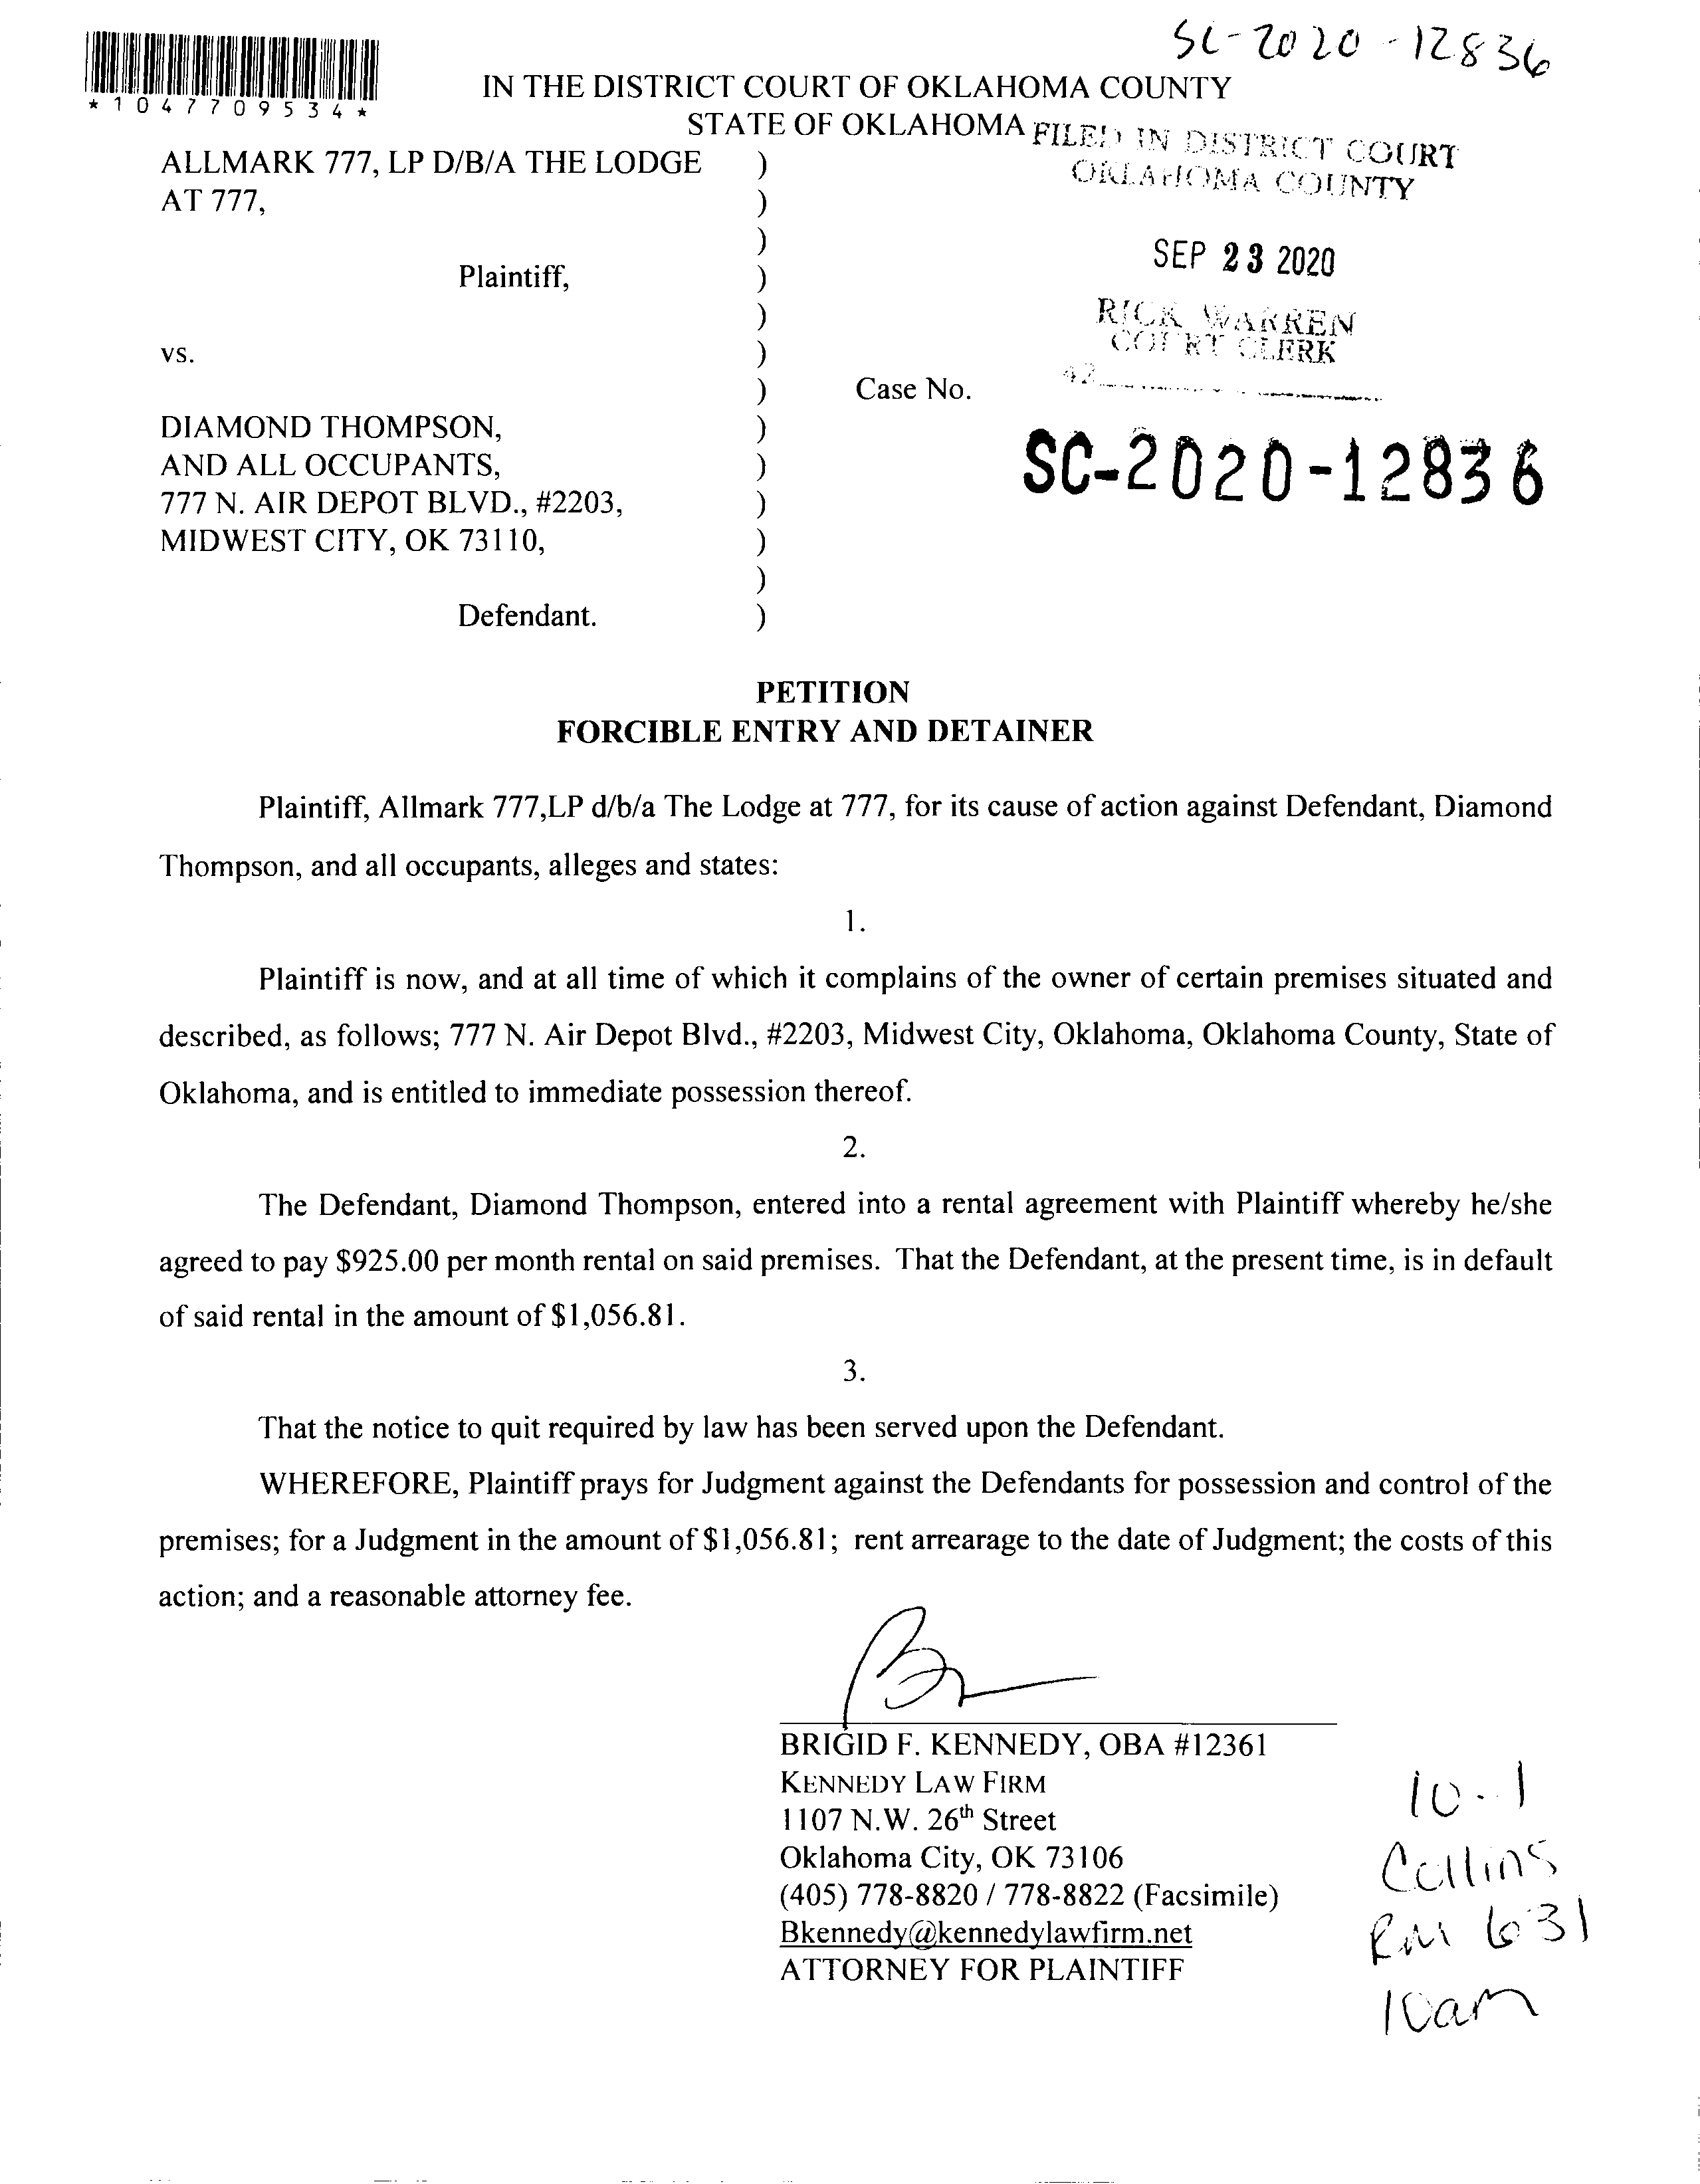 SC-2020-12836
*1047709534*
IN THE DISTRICT COURT OF OKLAHOMA COUNTY
STATE OF OKLAHOMA
FILED IN DISTRICT COURT
OKLAHOMA COUNTY
SEP 23 2020
RICK WARREN
COURT CLERK
42
ALLMARK 777, LP D/B/A THE LODGE )
AT 777, )
)
Plaintiff, )
)
vs. )
) Case No.
SC-2020-12836
DIAMOND THOMPSON, )
AND ALL OCCUPANTS, )
777 N. AIR DEPOT BLVD., #2203, )
MIDWEST CITY, OK 73110, )
)
Defendant. )
PETITION
FORCIBLE ENTRY AND DETAINER
Plaintiff, Allmark 777,LP d/b/a The Lodge at 777, for its cause of action against Defendant, Diamond
Thompson, and all occupants, alleges and states:
1.
Plaintiff is now, and at all time of which it complains of the owner of certain premises situated and
described, as follows; 777 N. Air Depot Blvd., #2203, Midwest City, Oklahoma, Oklahoma County, State of
Oklahoma, and is entitled to immediate possession thereof.
2.
The Defendant, Diamond Thompson, entered into a rental agreement with Plaintiff whereby he/she
agreed to pay $925.00 per month rental on said premises. That the Defendant, at the present time, is in default
of said rental in the amount of $1,056.81.
3.
That the notice to quit required by law has been served upon the Defendant.
WHEREFORE, Plaintiff prays for Judgment against the Defendants for possession and control of the
premises; for a Judgment in the amount of $1,056.81; rent arrearage to the date of Judgment; the costs of this
action; and a reasonable attorney fee.
BRIGID F. KENNEDY, OBA #12361
KENNEDY LAW FIRM
1107 N.W. 26th Street
Oklahoma City, OK 73106
(405) 778-8820 / 778-8822 (Facsimile)
Bkennedy@kennedylawfirm.net
ATTORNEY FOR PLAINTIFF
10-1
Collins
RM 631
10am